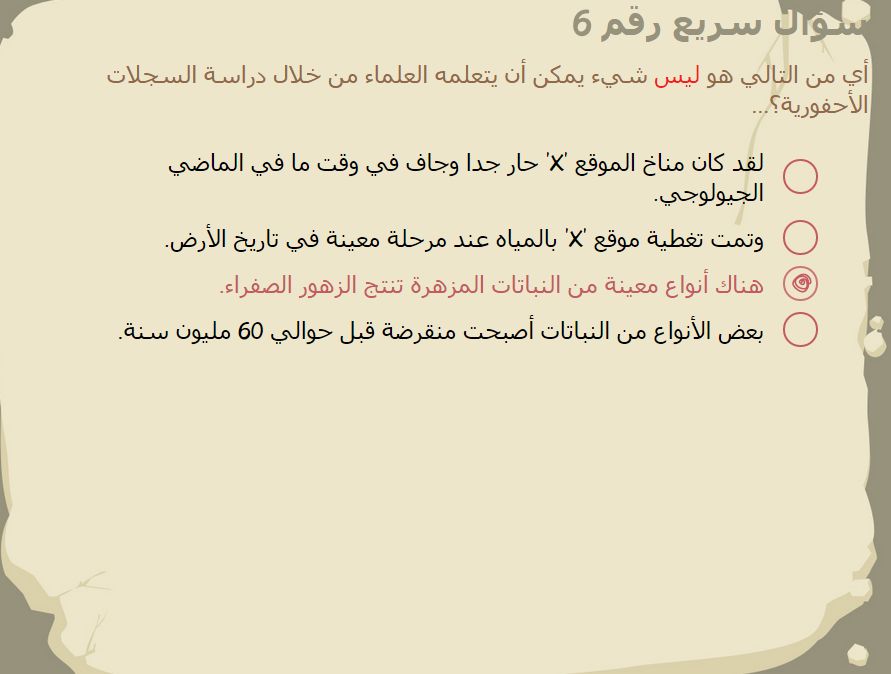 سؤال سريع رقم 6
أي من التالي هو ليس شيء يمكن أن يتعلمه العلماء من خلال دراسة السجلات
الأحفورية؟...
لقد كان مناخ الموقع 'X' حار جدا وجاف في وقت ما في الماضي
الجيولوجي.
وتمت تغطية موقع 'X' بالمياه عند مرحلة معينة في تاريخ الأرض.
هناك أنواع معينة من النباتات المزهرة تنتج الزهور الصفراء.
بعض الأنواع من النباتات أصبحت منقرضة قبل حوالي 60 مليون سنة.